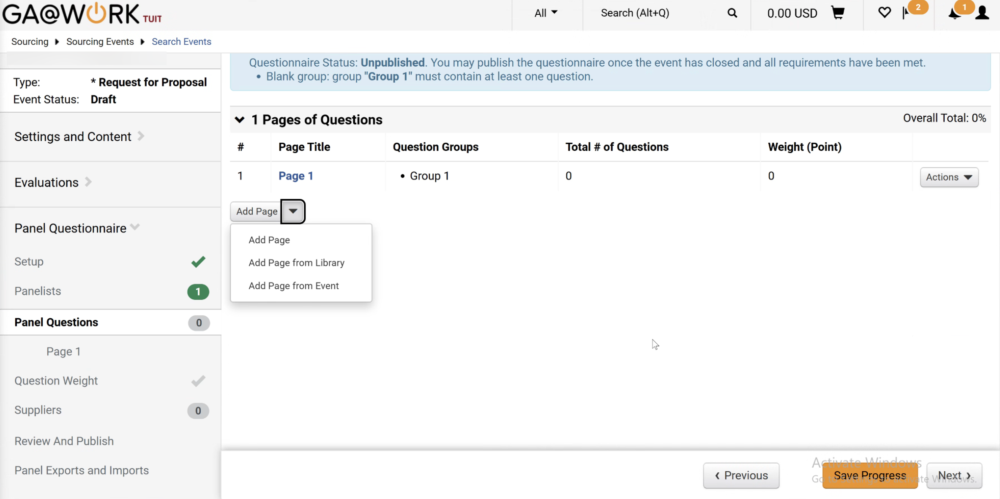 GA@WORK TUIT
All
Search (Alt+Q)
0.00 USD
2
1
Sourcing
Sourcing Events
Search Events
Type: * Request for Proposal
Event Status: Draft
Settings and Content
Evaluations
Panel Questionnaire
Setup
Panelists 1
Panel Questions 0
Page 1
Question Weight
Suppliers 0
Review And Publish
Panel Exports and Imports
Questionnaire Status: Unpublished. You may publish the questionnaire once the event has closed and all requirements have been met.
• Blank group: group "Group 1" must contain at least one question.
1 Pages of Questions
Overall Total: 0%
# Page Title Question Groups Total # of Questions Weight (Point)
1 Page 1 • Group 1 0 0 Actions
Add Page
Add Page
Add Page from Library
Add Page from Event
Activate Windows
Go to Settings to activate Windows.
‹ Previous
Save Progress
Next ›